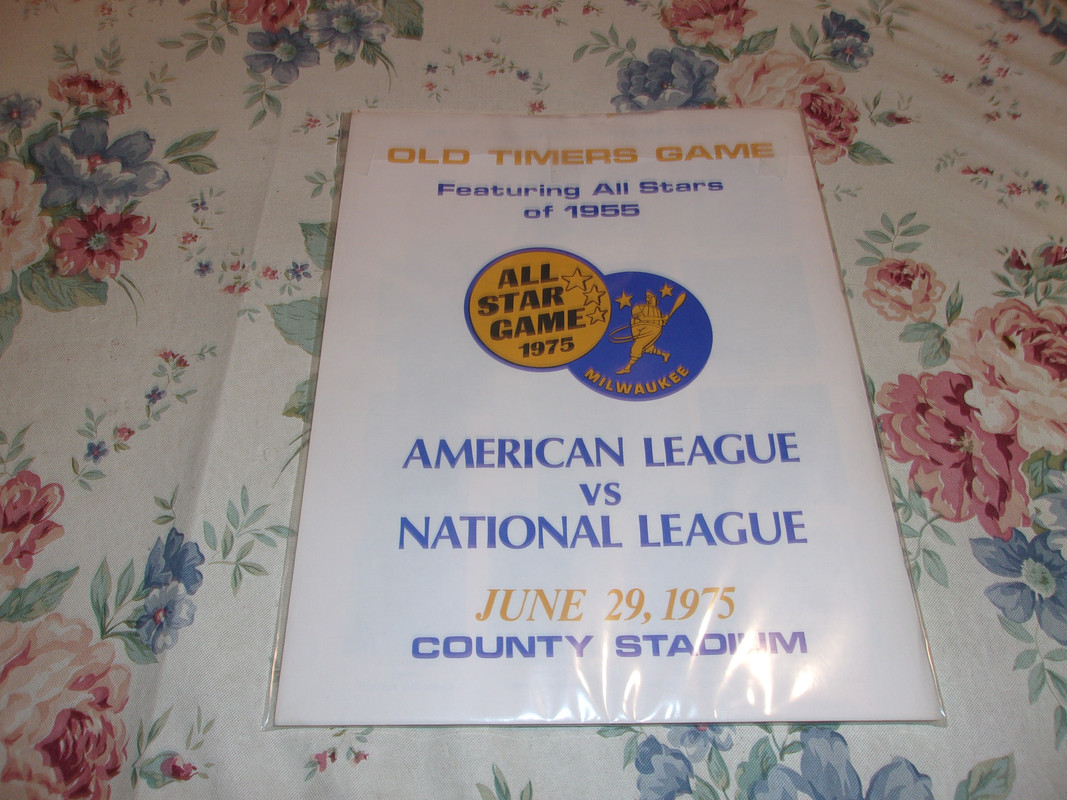 OLD TIMERS GAME
Featuring All Stars
of 1955
ALL
STAR
GAME
1975
MILWAUKEE
AMERICAN LEAGUE
VS
NATIONAL LEAGUE
JUNE 29, 1975
COUNTY STADIUM